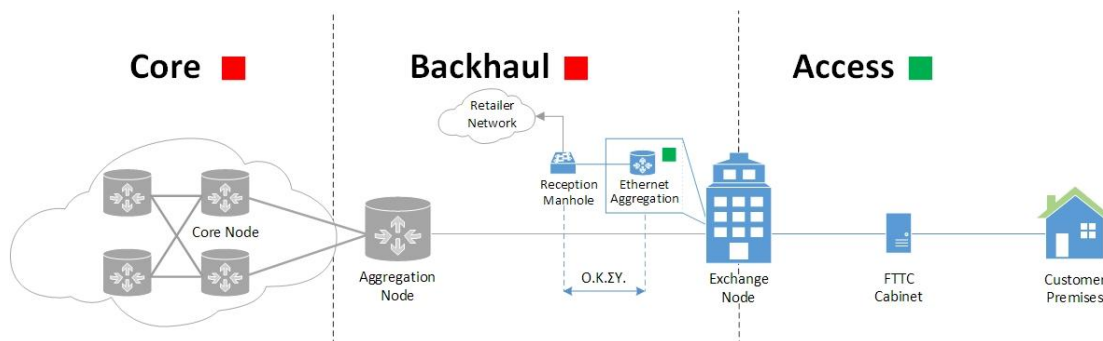 Core
Backhaul
Access
Retailer
Network
Reception
Manhole
Ethernet
Aggregation
Core Node
Aggregation
Node
Ο.Κ.ΣΥ.
Exchange
Node
FTTC
Cabinet
Customer
Premises